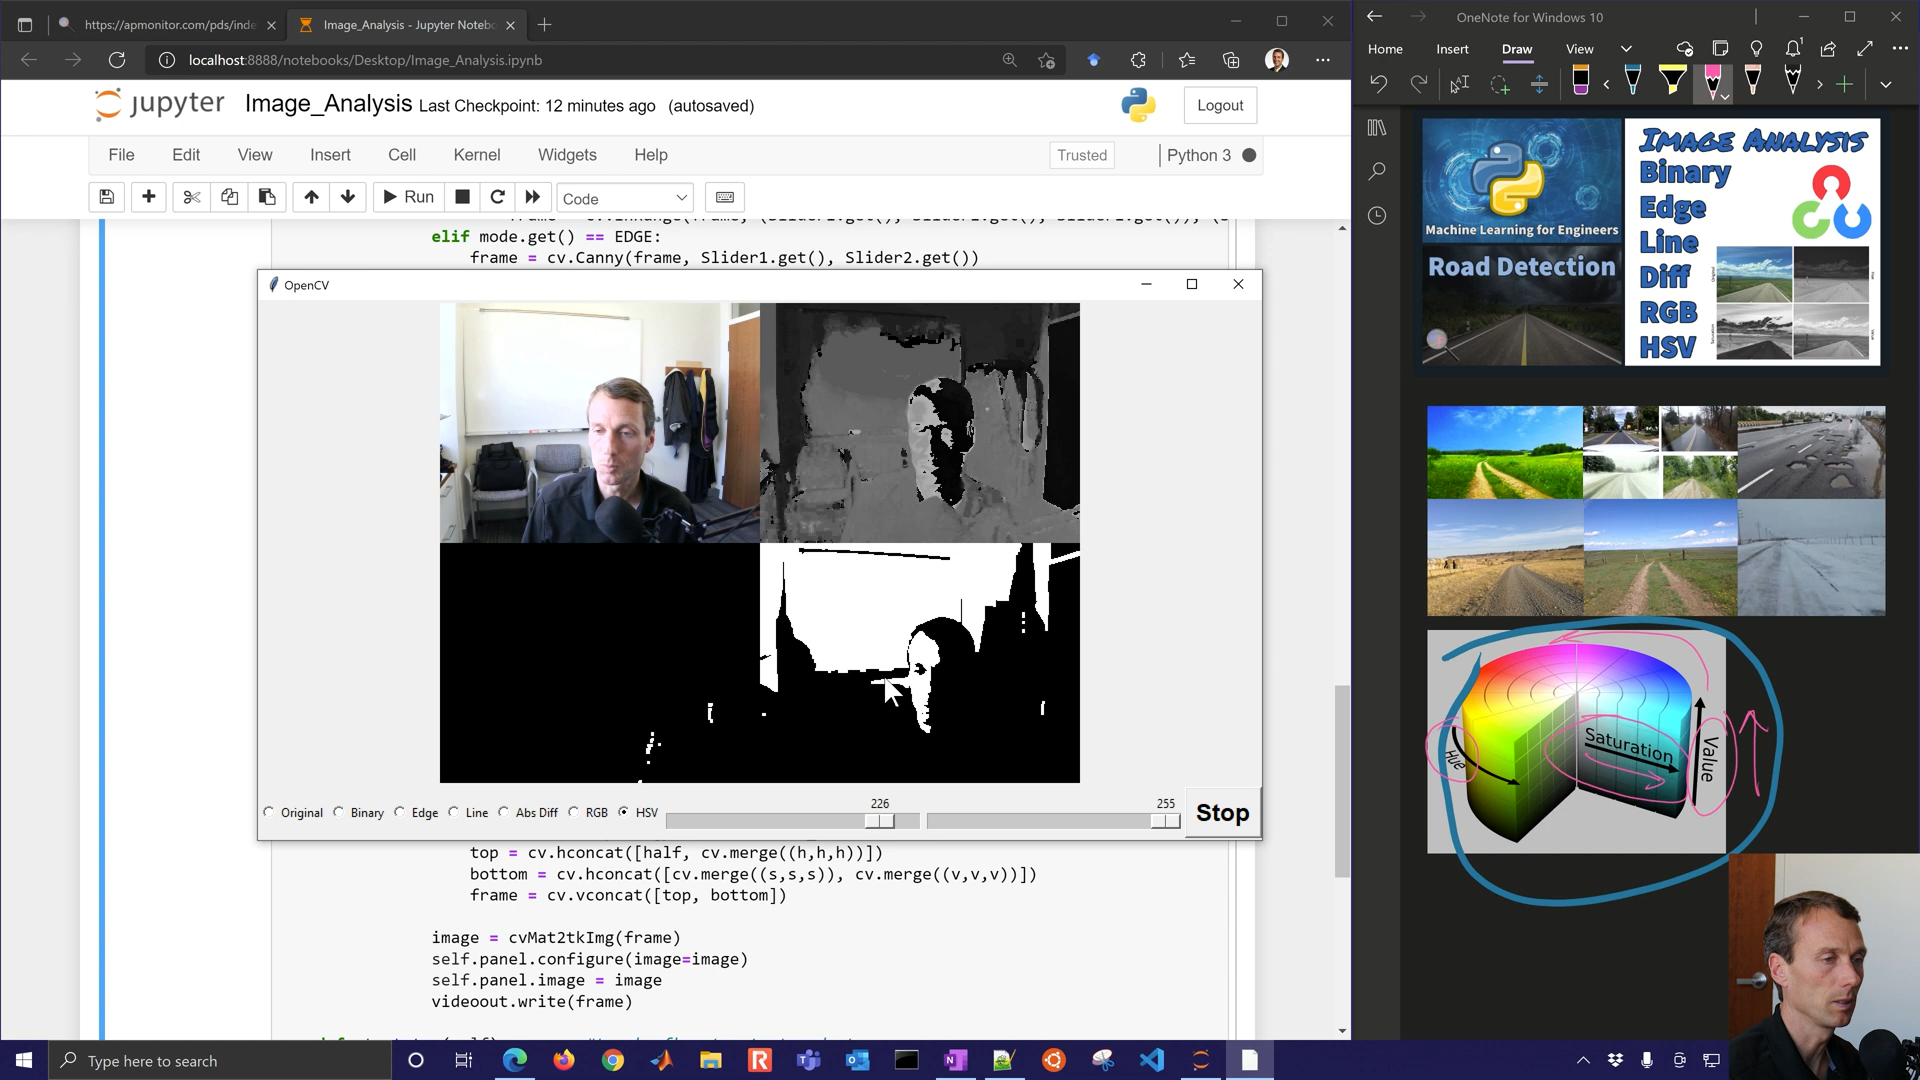 https://apmonitor.com/pds/inde
Image_Analysis - Jupyter Notebo
localhost:8888/notebooks/Desktop/Image_Analysis.ipynb
jupyter Image_Analysis Last Checkpoint: 12 minutes ago (autosaved)
Logout
File Edit View Insert Cell Kernel Widgets Help
Trusted
Python 3
Run
Code
elif mode.get() == EDGE:
frame = cv.Canny(frame, Slider1.get(), Slider2.get())
OpenCV
226
255
Original Binary Edge Line Abs Diff RGB HSV
Stop
top = cv.hconcat([half, cv.merge((h,h,h))])
bottom = cv.hconcat([cv.merge((s,s,s)), cv.merge((v,v,v))])
frame = cv.vconcat([top, bottom])
image = cvMat2tkImg(frame)
self.panel.configure(image=image)
self.panel.image = image
videoout.write(frame)
Type here to search
OneNote for Windows 10
Home Insert Draw View
Machine Learning for Engineers
Road Detection
Image Analysis
Binary
Edge
Line
Diff
RGB
HSV
Hue
Saturation
Value